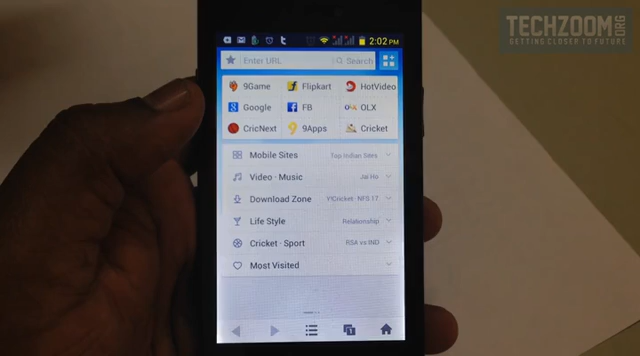 TECHZOOM.ORG
GETTING CLOSER TO FUTURE
2:02 PM
Enter URL
Search
9Game
Flipkart
HotVideo
Google
FB
OLX
CricNext
9Apps
Cricket
Mobile Sites
Top Indian Sites
Video · Music
Jai Ho
Download Zone
Y!Cricket · NFS 17
Life Style
Relationship
Cricket · Sport
RSA vs IND
Most Visited